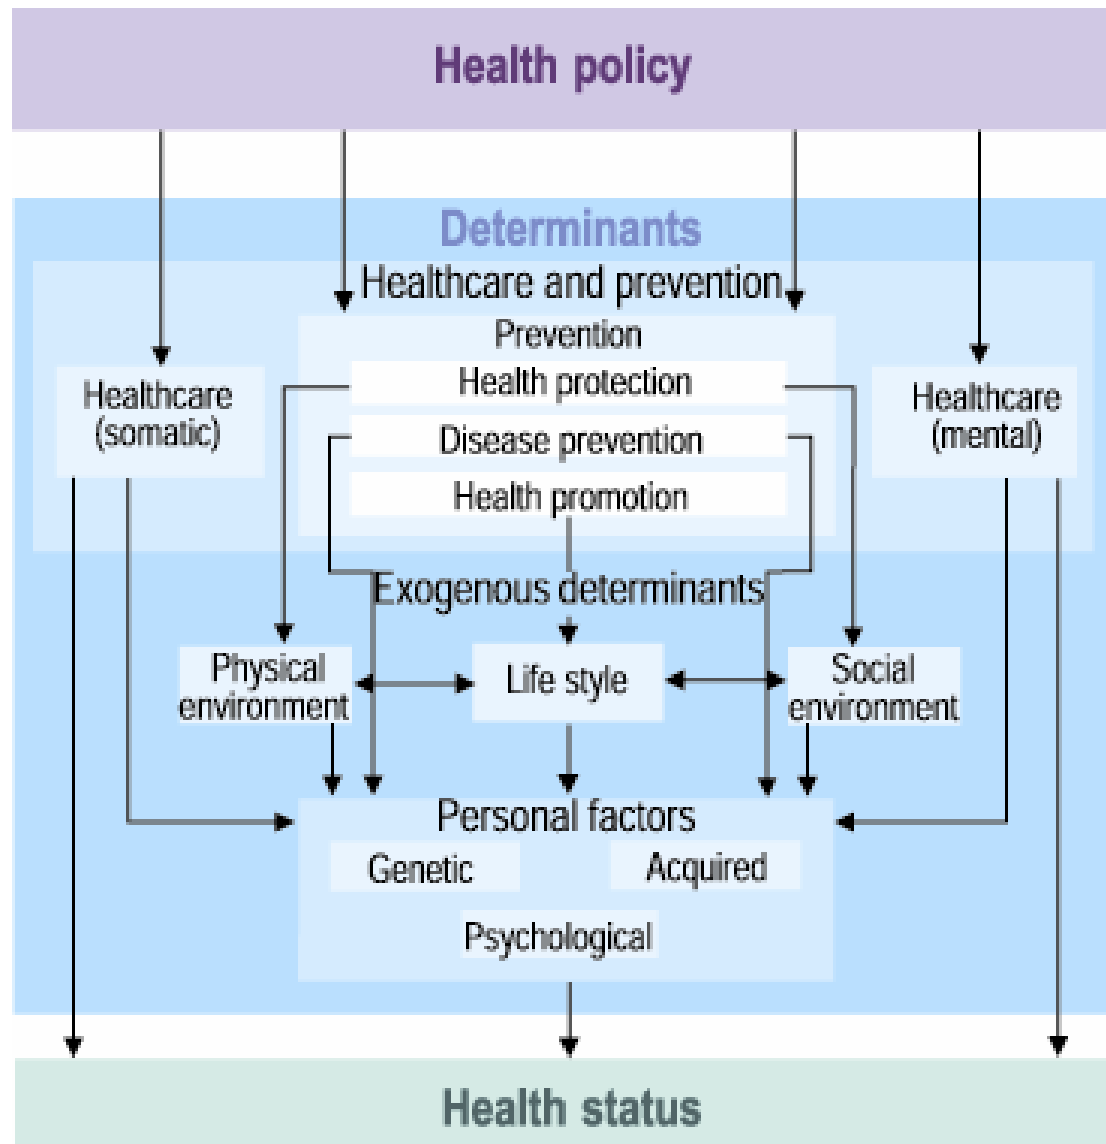 Health policy
Determinants
Healthcare and prevention
Prevention
Health protection
Healthcare
(somatic)
Healthcare
(mental)
Disease prevention
Health promotion
Exogenous determinants
Physical
environment
Life style
Social
environment
Personal factors
Genetic
Acquired
Psychological
Health status